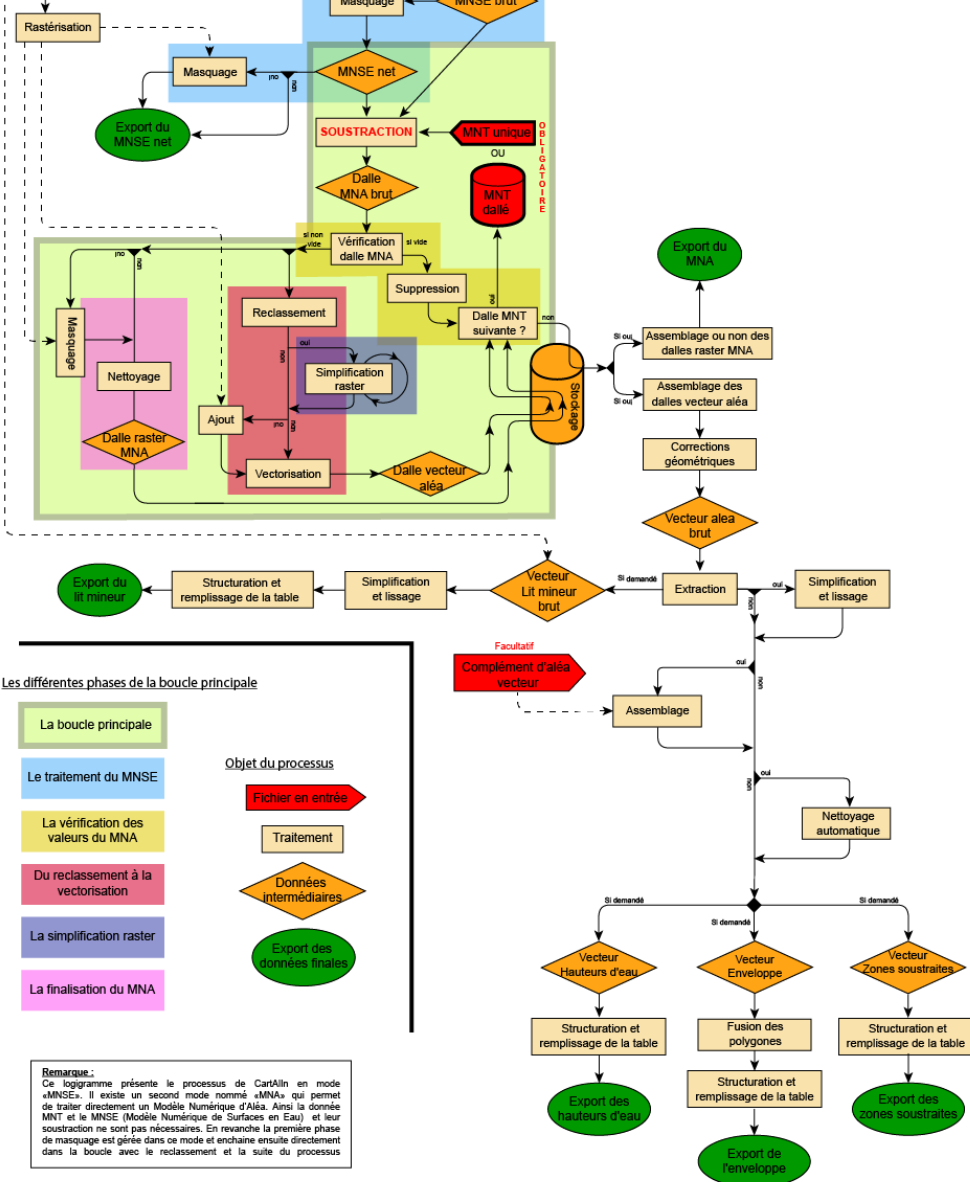 Masquage
MNSE brut
Rastérisation
Masquage
oui
non
MNSE net
Export du
MNSE net
SOUSTRACTION
MNT unique
OU
OBLIGATOIRE
MNT
dallé
Dalle
MNA brut
si non
vide
Vérification
dalle MNA
si vide
Suppression
oui
Dalle MNT
suivante ?
non
Export du
MNA
oui
non
Masquage
Nettoyage
Dalle raster
MNA
Reclassement
oui
non
Simplification
raster
Ajout
oui
non
Vectorisation
Dalle vecteur
aléa
Stockage
Si oui
Assemblage ou non des
dalles raster MNA
Si oui
Assemblage des
dalles vecteur aléa
Corrections
géométriques
Vecteur alea
brut
Export du
lit mineur
Structuration et
remplissage de la table
Simplification
et lissage
Vecteur
Lit mineur
brut
Si demandé
Extraction
oui
non
Simplification
et lissage
Facultatif
Complément d'aléa
vecteur
oui
non
Assemblage
oui
non
Nettoyage
automatique
Si demandé
Si demandé
Si demandé
Vecteur
Hauteurs d'eau
Vecteur
Enveloppe
Vecteur
Zones soustraites
Structuration et
remplissage de la table
Fusion des
polygones
Structuration et
remplissage de la table
Structuration et
remplissage de la table
Export des
hauteurs d'eau
Export des
zones soustraites
Export de
l'enveloppe
Les différentes phases de la boucle principale
La boucle principale
Le traitement du MNSE
La vérification des
valeurs du MNA
Du reclassement à la
vectorisation
La simplification raster
La finalisation du MNA
Objet du processus
Fichier en entrée
Traitement
Données
intermédiaires
Export des
données finales
Remarque :
Ce logigramme présente le processus de CartAlIn en mode
«MNSE». Il existe un second mode nommé «MNA» qui permet
de traiter directement un Modèle Numérique d'Aléa. Ainsi la donnée
MNT et le MNSE (Modèle Numérique de Surfaces en Eau) et leur
soustraction ne sont pas nécessaires. En revanche la première phase
de masquage est gérée dans ce mode et enchaine ensuite directement
dans la boucle avec le reclassement et la suite du processus